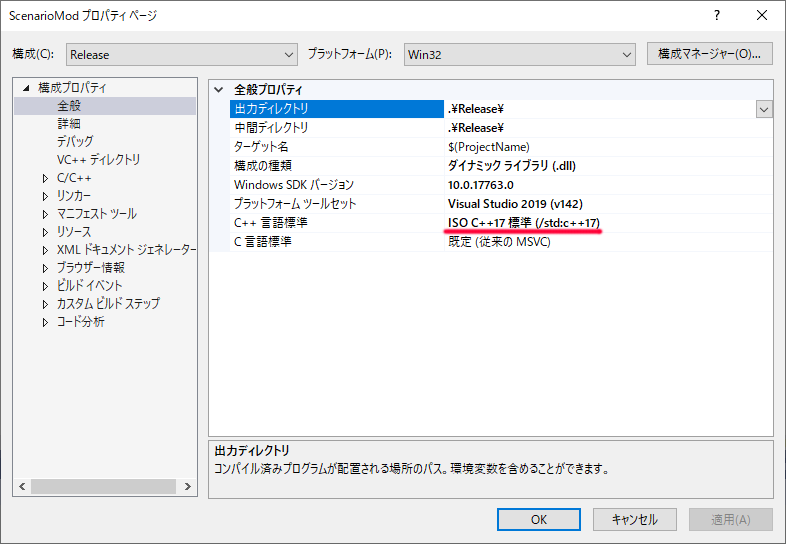 ScenarioMod プロパティ ページ
構成(C):
Release
プラットフォーム(P):
Win32
構成マネージャー(O)...
構成プロパティ
全般
詳細
デバッグ
VC++ ディレクトリ
C/C++
リンカー
マニフェスト ツール
リソース
XML ドキュメント ジェネレーター
ブラウザー情報
ビルド イベント
カスタム ビルド ステップ
コード分析
全般プロパティ
出力ディレクトリ .¥Release¥
中間ディレクトリ .¥Release¥
ターゲット名 $(ProjectName)
構成の種類 ダイナミック ライブラリ (.dll)
Windows SDK バージョン 10.0.17763.0
プラットフォーム ツールセット Visual Studio 2019 (v142)
C++ 言語標準 ISO C++17 標準 (/std:c++17)
C 言語標準 既定 (従来の MSVC)
出力ディレクトリ
コンパイル済みプログラムが配置される場所のパス。環境変数を含めることができます。
OK
キャンセル
適用(A)